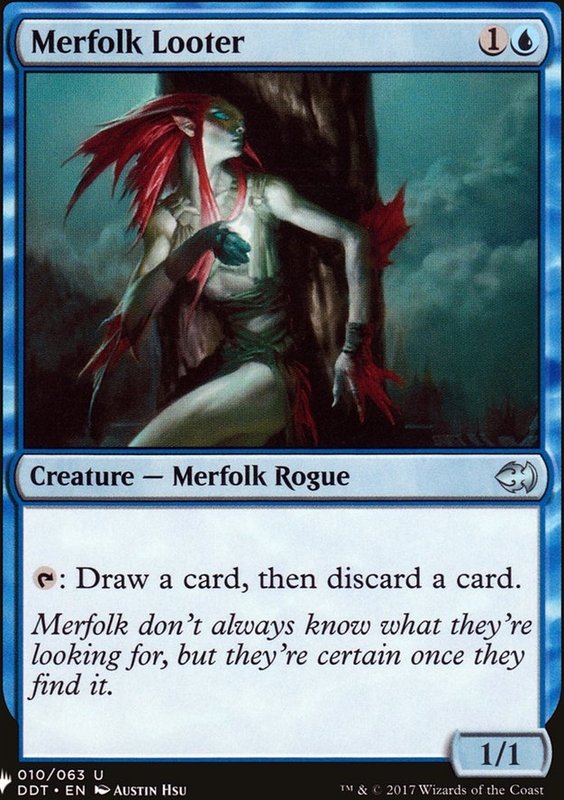 Merfolk Looter
1
Creature — Merfolk Rogue
: Draw a card, then discard a card.
Merfolk don't always know what they're
looking for, but they're certain once they
find it.
1/1
010/063 U
DDT • EN Austin Hsu
™ & © 2017 Wizards of the Coast